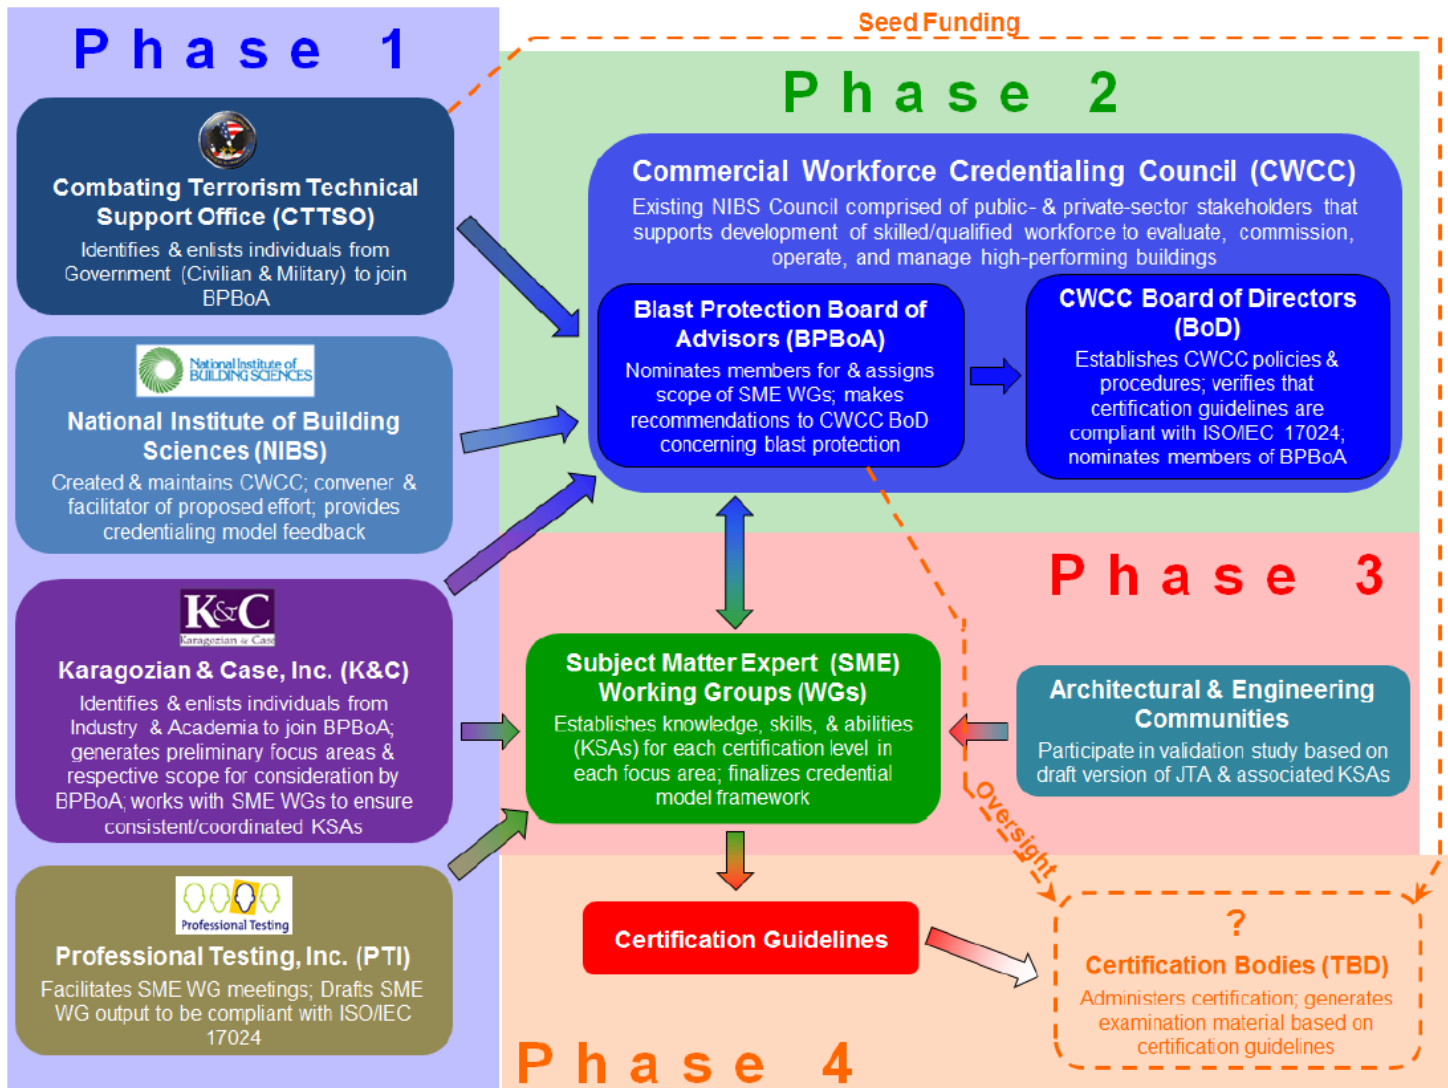 Seed Funding
Phase 1
Combating Terrorism Technical
Support Office (CTTSO)
Identifies & enlists individuals from
Government (Civilian & Military) to join
BPBoA
National Institute of
BUILDING SCIENCES
National Institute of Building
Sciences (NIBS)
Created & maintains CWCC; convener &
facilitator of proposed effort; provides
credentialing model feedback
K&C
Karagozian & Case
Karagozian & Case, Inc. (K&C)
Identifies & enlists individuals from
Industry & Academia to join BPBoA;
generates preliminary focus areas &
respective scope for consideration by
BPBoA; works with SME WGs to ensure
consistent/coordinated KSAs
Professional Testing
Professional Testing, Inc. (PTI)
Facilitates SME WG meetings; Drafts SME
WG output to be compliant with ISO/IEC
17024
Phase 2
Commercial Workforce Credentialing Council (CWCC)
Existing NIBS Council comprised of public- & private-sector stakeholders that
supports development of skilled/qualified workforce to evaluate, commission,
operate, and manage high-performing buildings
Blast Protection Board of
Advisors (BPBoA)
Nominates members for & assigns
scope of SME WGs; makes
recommendations to CWCC BoD
concerning blast protection
CWCC Board of Directors
(BoD)
Establishes CWCC policies &
procedures; verifies that
certification guidelines are
compliant with ISO/IEC 17024;
nominates members of BPBoA
Phase 3
Subject Matter Expert (SME)
Working Groups (WGs)
Establishes knowledge, skills, & abilities
(KSAs) for each certification level in
each focus area; finalizes credential
model framework
Architectural & Engineering
Communities
Participate in validation study based on
draft version of JTA & associated KSAs
Oversight
Certification Guidelines
?
Certification Bodies (TBD)
Administers certification; generates
examination material based on
certification guidelines
Phase 4